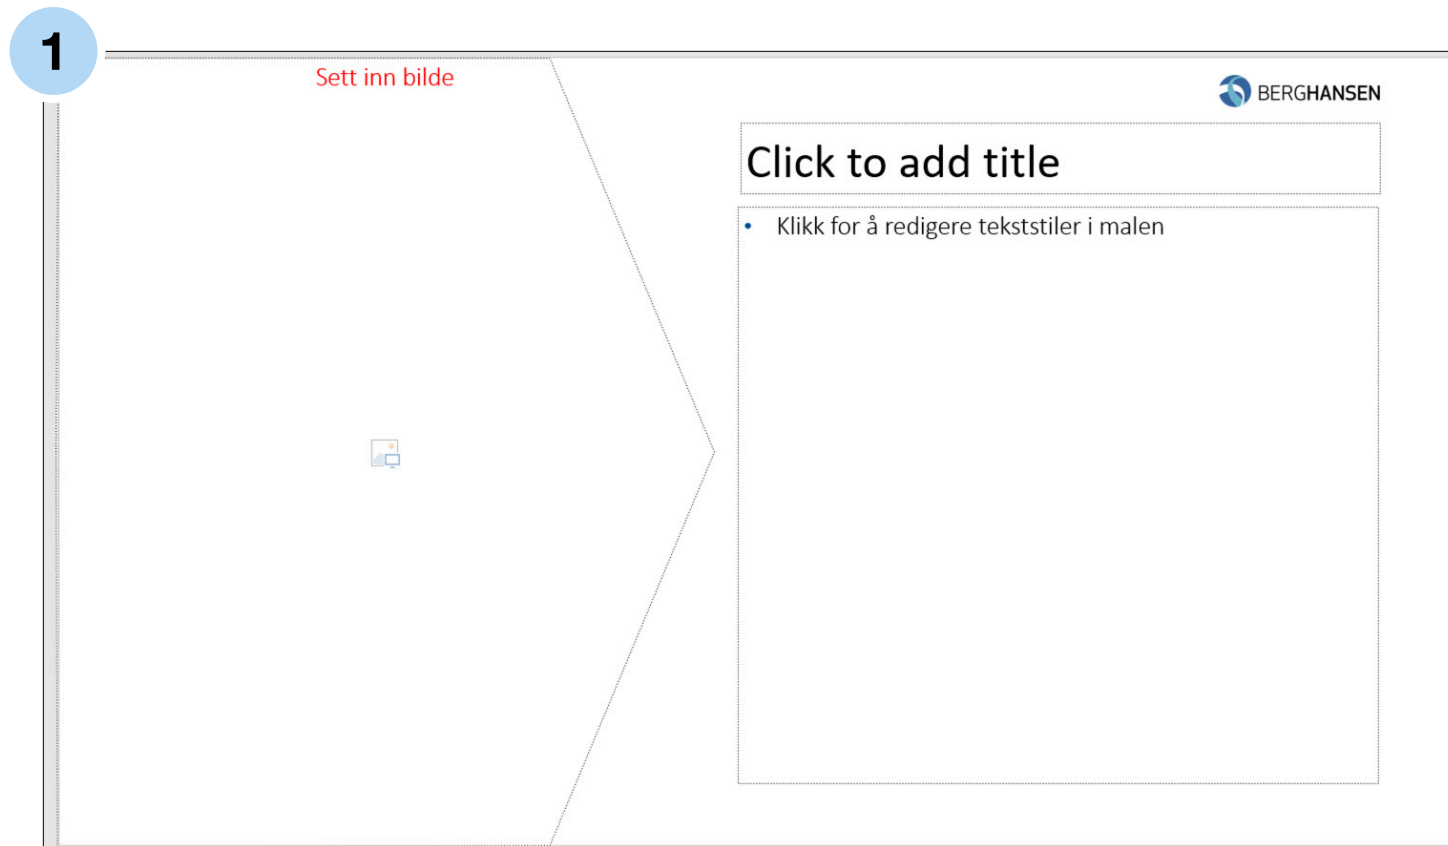 1
Sett inn bilde
BERGHANSEN
Click to add title
• Klikk for å redigere tekststiler i malen